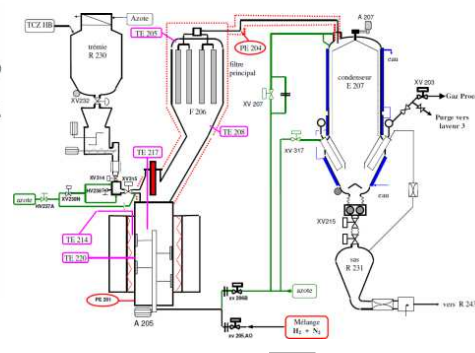 TCZ HB
Azote
trémie
R 230
TE 205
PE 204
filtre
principal
F 206
TE 208
A 207
condenseur
E 207
eau
XV 203
Gaz Proc
Purge vers
laveur 3
XV232
XV 207
XV 317
TE 217
XV314
azote
HV237A
TE 214
TE 220
PE 201
A 205
eau
XV215
sas
R 231
azote
vers R 24
Mélange
H₂ + N₂